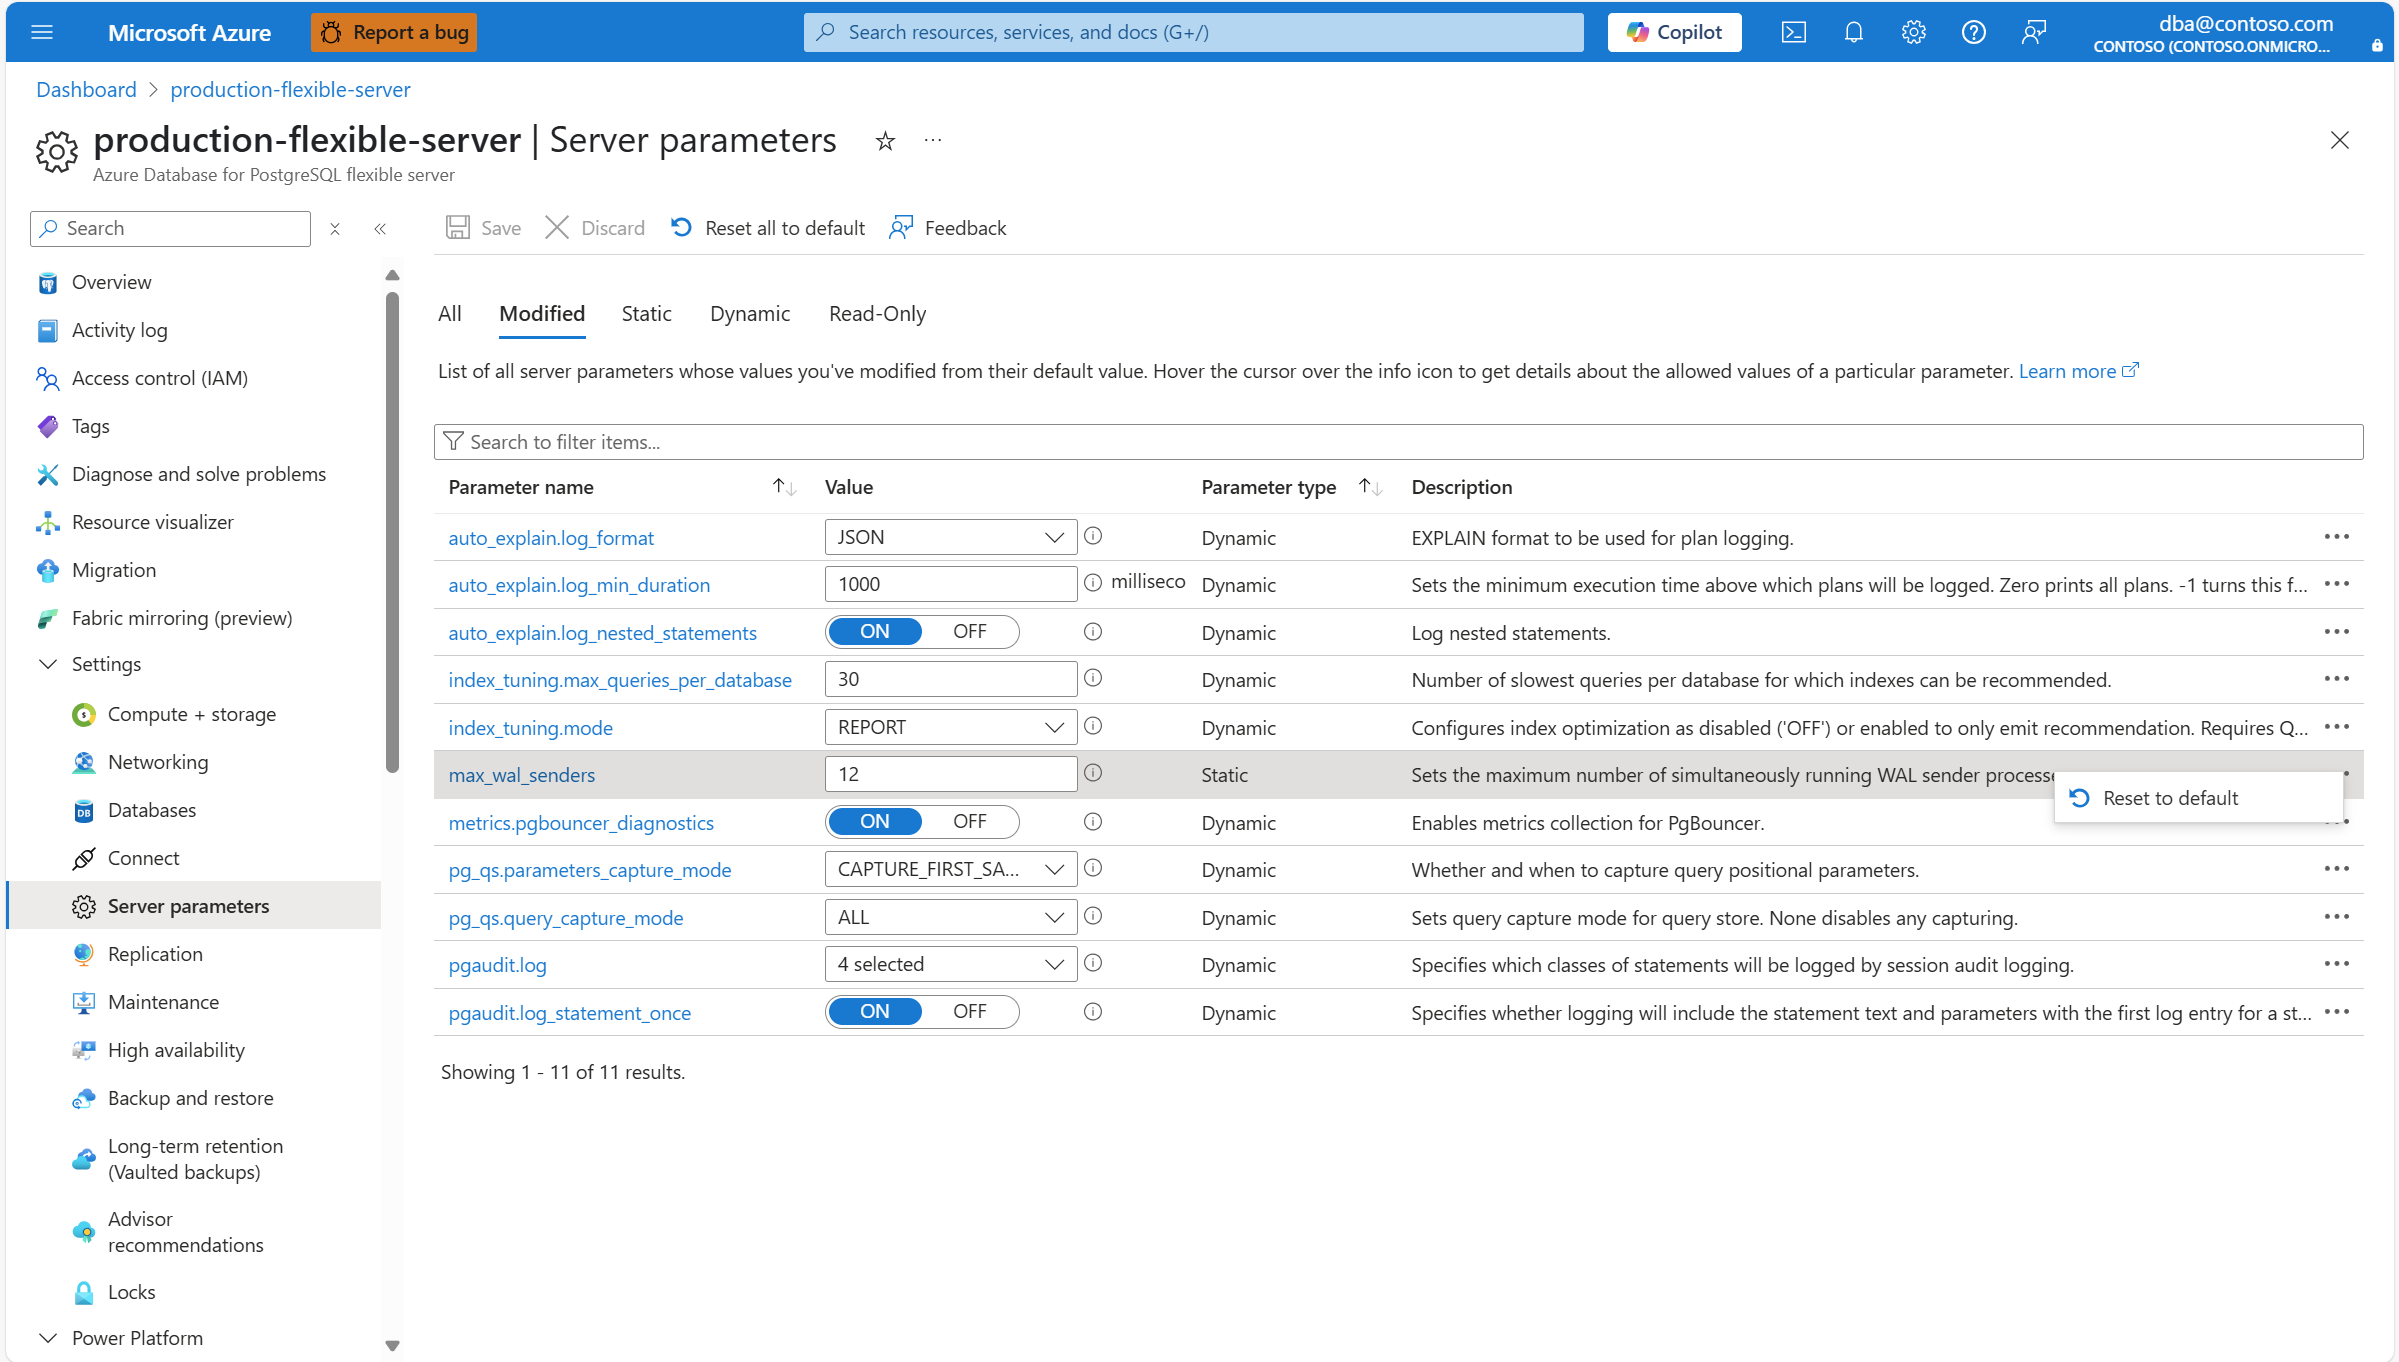 Microsoft Azure
Report a bug
Search resources, services, and docs (G+/)
Copilot
dba@contoso.com
CONTOSO (CONTOSO.ONMICRO...
Dashboard > production-flexible-server
production-flexible-server | Server parameters
Azure Database for PostgreSQL flexible server
Search
Overview
Activity log
Access control (IAM)
Tags
Diagnose and solve problems
Resource visualizer
Migration
Fabric mirroring (preview)
Settings
Compute + storage
Networking
Databases
Connect
Server parameters
Replication
Maintenance
High availability
Backup and restore
Long-term retention
(Vaulted backups)
Advisor
recommendations
Locks
Power Platform
Save Discard Reset all to default Feedback
All Modified Static Dynamic Read-Only
List of all server parameters whose values you've modified from their default value. Hover the cursor over the info icon to get details about the allowed values of a particular parameter. Learn more
Search to filter items...
Parameter name Value Parameter type Description
auto_explain.log_format JSON Dynamic EXPLAIN format to be used for plan logging.
auto_explain.log_min_duration 1000 milliseco Dynamic Sets the minimum execution time above which plans will be logged. Zero prints all plans. -1 turns this f...
auto_explain.log_nested_statements ON OFF Dynamic Log nested statements.
index_tuning.max_queries_per_database 30 Dynamic Number of slowest queries per database for which indexes can be recommended.
index_tuning.mode REPORT Dynamic Configures index optimization as disabled ('OFF') or enabled to only emit recommendation. Requires Q...
max_wal_senders 12 Static Sets the maximum number of simultaneously running WAL sender processe
Reset to default
metrics.pgbouncer_diagnostics ON OFF Dynamic Enables metrics collection for PgBouncer.
pg_qs.parameters_capture_mode CAPTURE_FIRST_SA... Dynamic Whether and when to capture query positional parameters.
pg_qs.query_capture_mode ALL Dynamic Sets query capture mode for query store. None disables any capturing.
pgaudit.log 4 selected Dynamic Specifies which classes of statements will be logged by session audit logging.
pgaudit.log_statement_once ON OFF Dynamic Specifies whether logging will include the statement text and parameters with the first log entry for a st...
Showing 1 - 11 of 11 results.